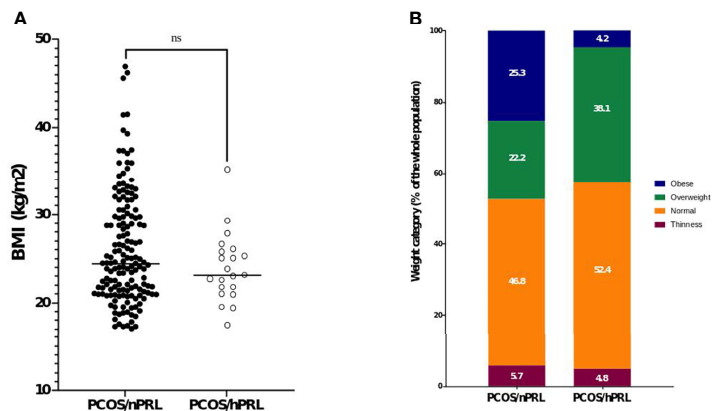 A
BMI (kg/m2)
50
40
30
20
10
ns
PCOS/nPRL
PCOS/hPRL
B
Weight category (% of the whole population)
100
80
60
40
20
0
25.3
22.2
46.8
5.7
4.2
38.1
52.4
4.8
PCOS/nPRL
PCOS/hPRL
Obese
Overweight
Normal
Thinness